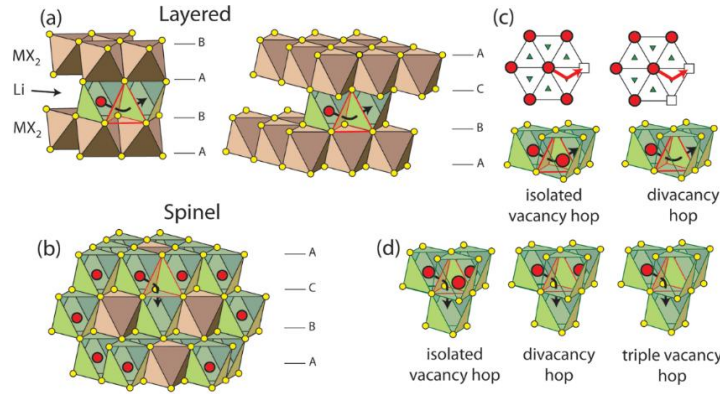 (a)
Layered
MX2
Li
MX2
B
A
B
A
A
C
B
A
(c)
isolated
vacancy hop
divacancy
hop
Spinel
(b)
A
C
B
A
(d)
isolated
vacancy hop
divacancy
hop
triple vacancy
hop